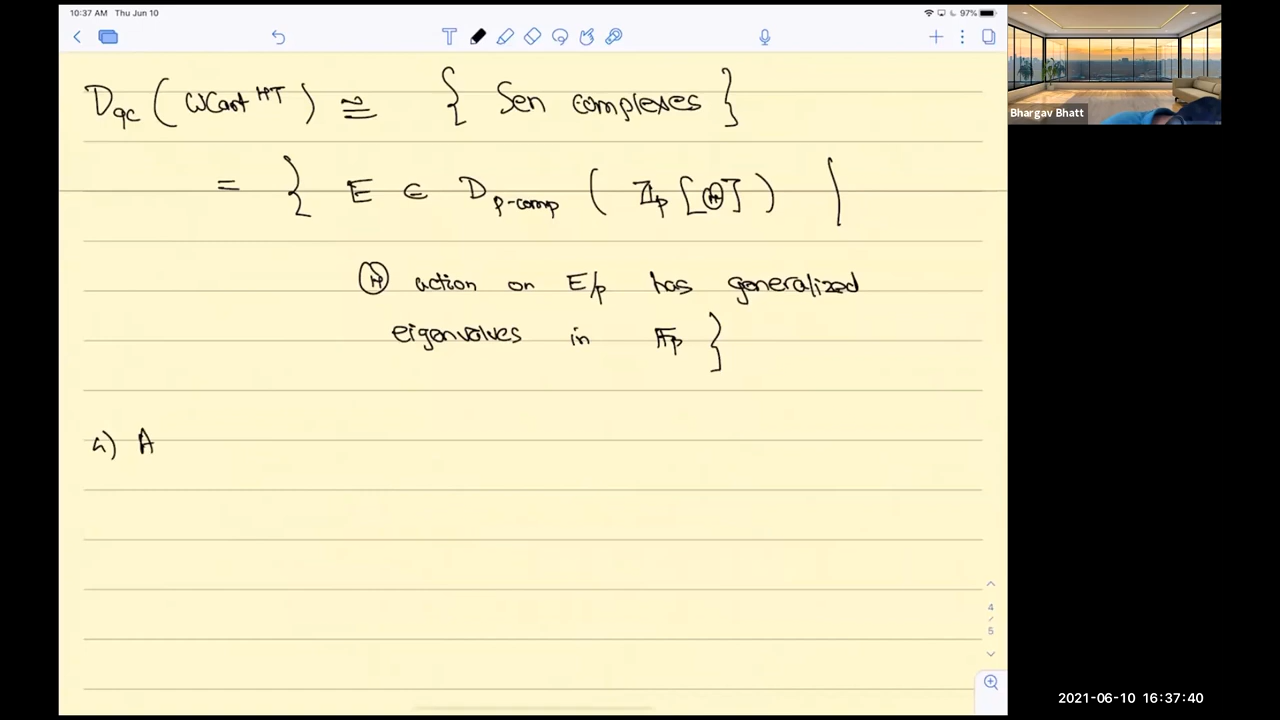 10:37 AM Thu Jun 10
97%
D_qc ( WCart^HT ) ≅ { Sen complexes }
= { E ∈ D_p-comp ( ℤ_p [Θ] ) |
Θ action on E/p has generalized
eigenvalues in 𝔽_p }
a) A
4
/
5
Bhargav Bhatt
2021-06-10 16:37:40